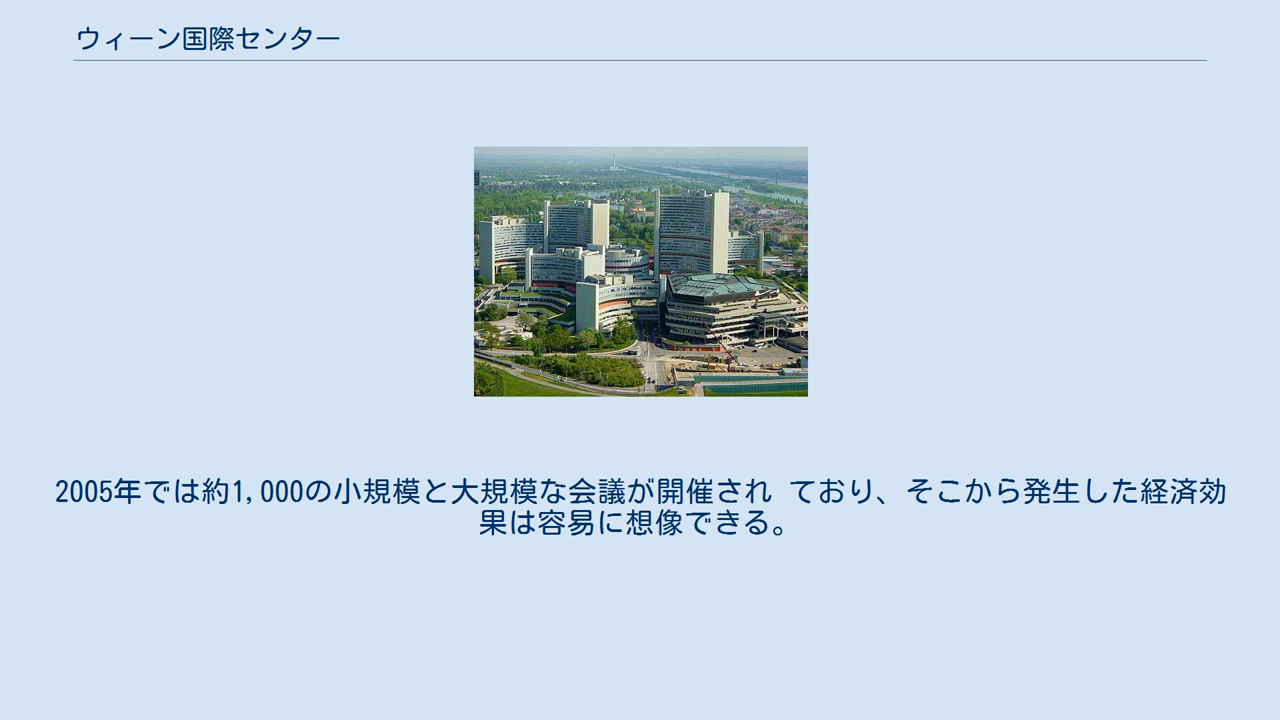 ウィーン国際センター
2005年では約1,000の小規模と大規模な会議が開催され ており、そこから発生した経済効
果は容易に想像できる。